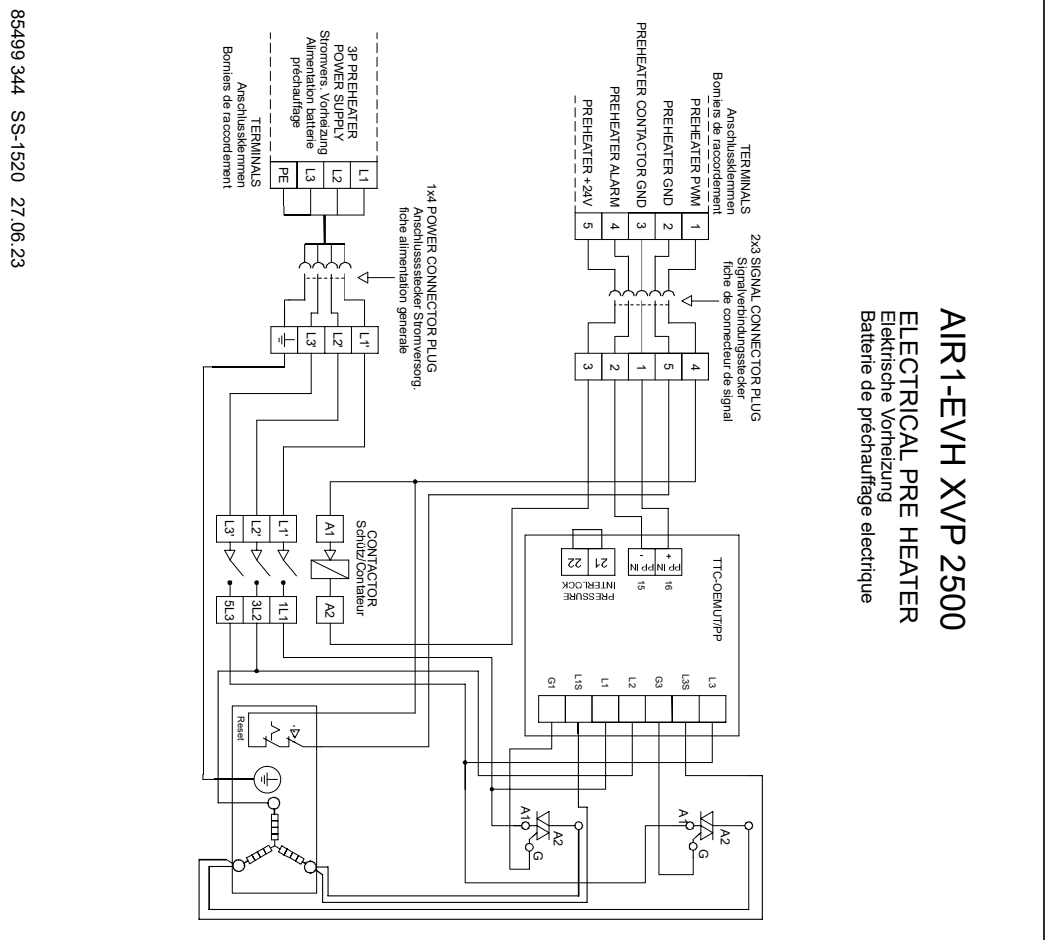 AIR1-EVH XVP 2500
ELECTRICAL PRE HEATER
Elektrische Vorheizung
Batterie de préchauffage electrique
TERMINALS
Anschlussklemmen
Borniers de raccordement
PREHEATER PWM
PREHEATER GND
PREHEATER CONTACTOR GND
PREHEATER ALARM
PREHEATER +24V
1
2
3
4
5
2x3 SIGNAL CONNECTOR PLUG
Signalverbindungsstecker
fiche de connecteur de signal
4
5
1
2
3
3P PREHEATER
POWER SUPPLY
Stromvers. Vorheizung
Alimentation batterie
préchauffage
TERMINALS
Anschlussklemmen
Borniers de raccordement
L1
L2
L3
PE
1x4 POWER CONNECTOR PLUG
Anschlusssstecker Stromversorg.
fiche alimentation generale
L1'
L2'
L3'
CONTACTOR
Schütz/Contateur
A1
A2
L1'
L2'
L3'
1L1
3L2
5L3
TTC-OEMUT/PP
PP IN +
PP IN -
16
15
21
22
PRESSURE
INTERLOCK
L3
L3S
G3
L2
L1
L1S
G1
A1
A2
G
A1
A2
G
Reset
85499 344 SS-1520 27.06.23